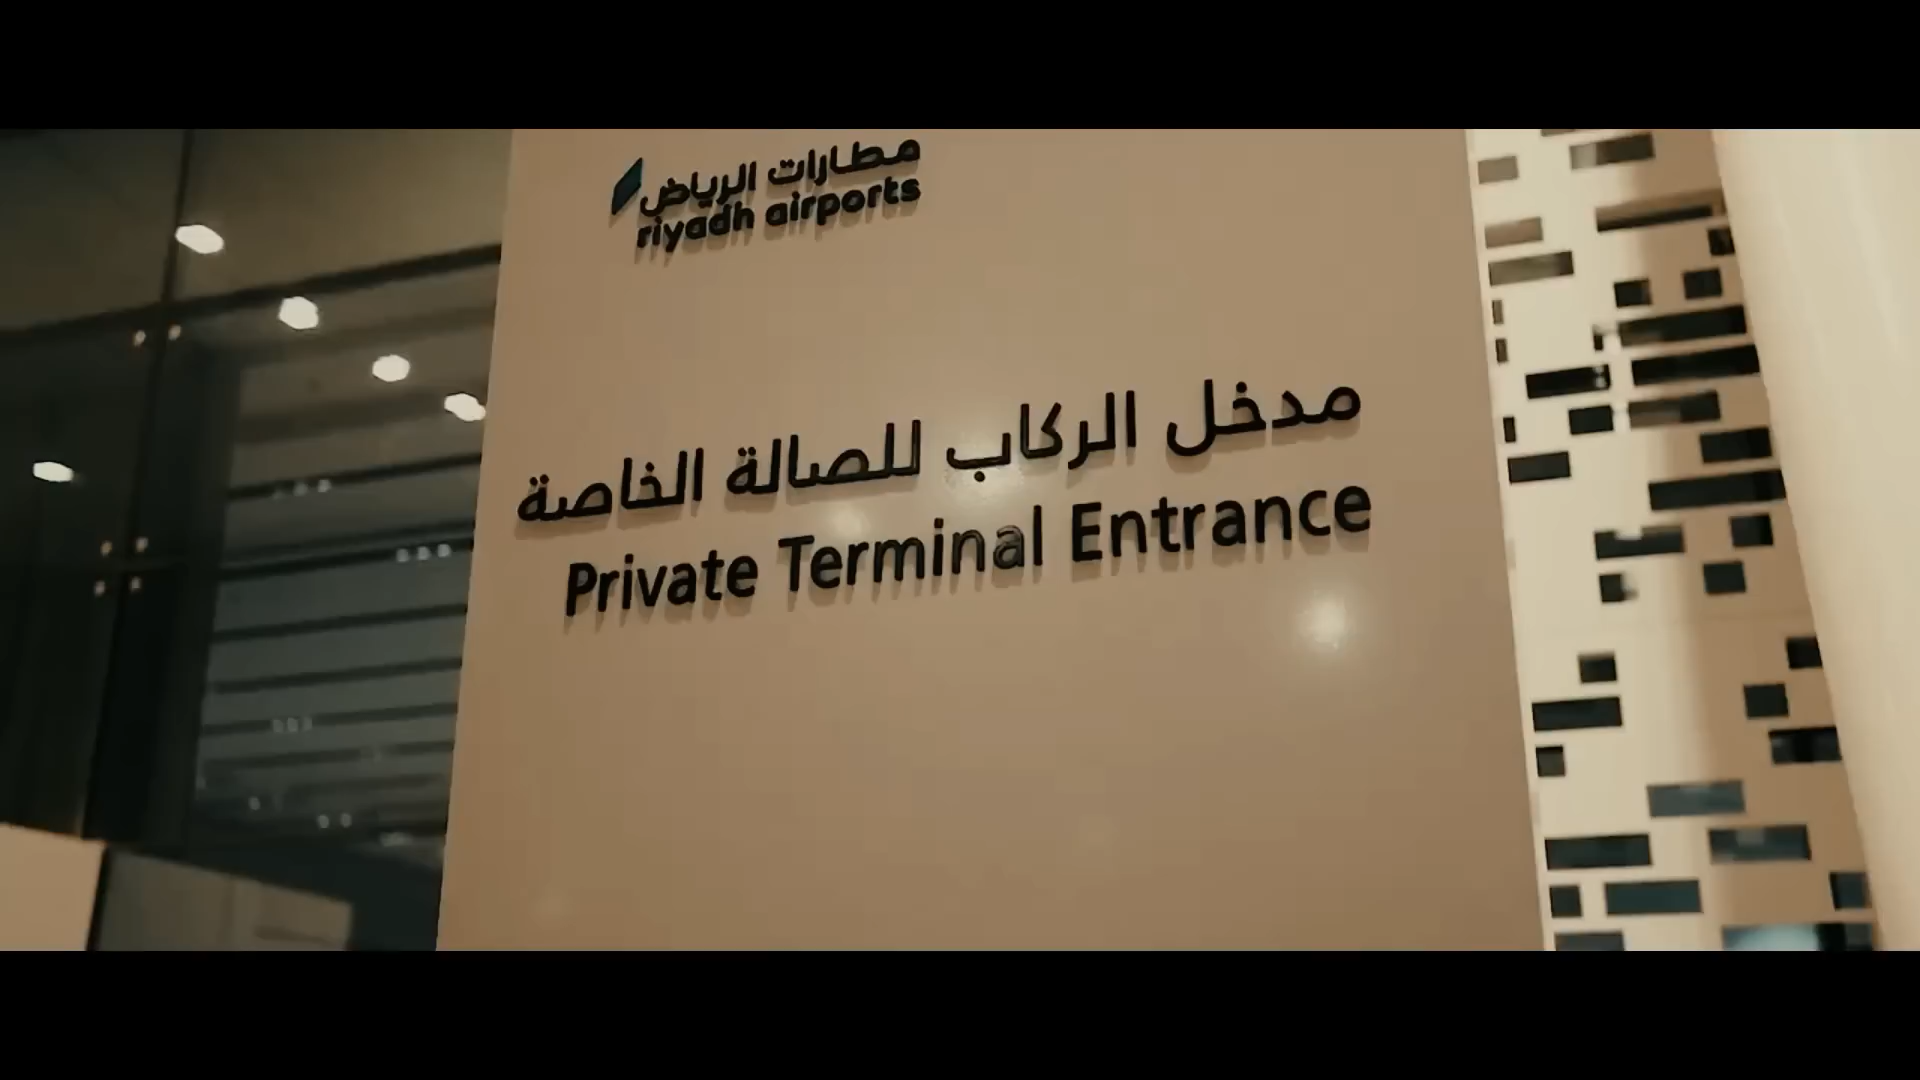 مطارات الرياض
riyadh airports
مدخل الركاب للصالة الخاصة
Private Terminal Entrance